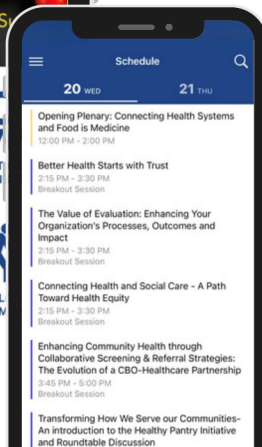 Schedule
20 WED
21 THU
Opening Plenary: Connecting Health Systems
and Food is Medicine
12:00 PM - 2:00 PM
Better Health Starts with Trust
2:15 PM - 3:30 PM
Breakout Session
The Value of Evaluation: Enhancing Your
Organization's Processes, Outcomes and
Impact
2:15 PM - 3:30 PM
Breakout Session
Connecting Health and Social Care - A Path
Toward Health Equity
2:15 PM - 3:30 PM
Breakout Session
Enhancing Community Health through
Collaborative Screening & Referral Strategies:
The Evolution of a CBO-Healthcare Partnership
3:45 PM - 5:00 PM
Breakout Session
Transforming How We Serve our Communities-
An introduction to the Healthy Pantry Initiative
and Roundtable Discussion